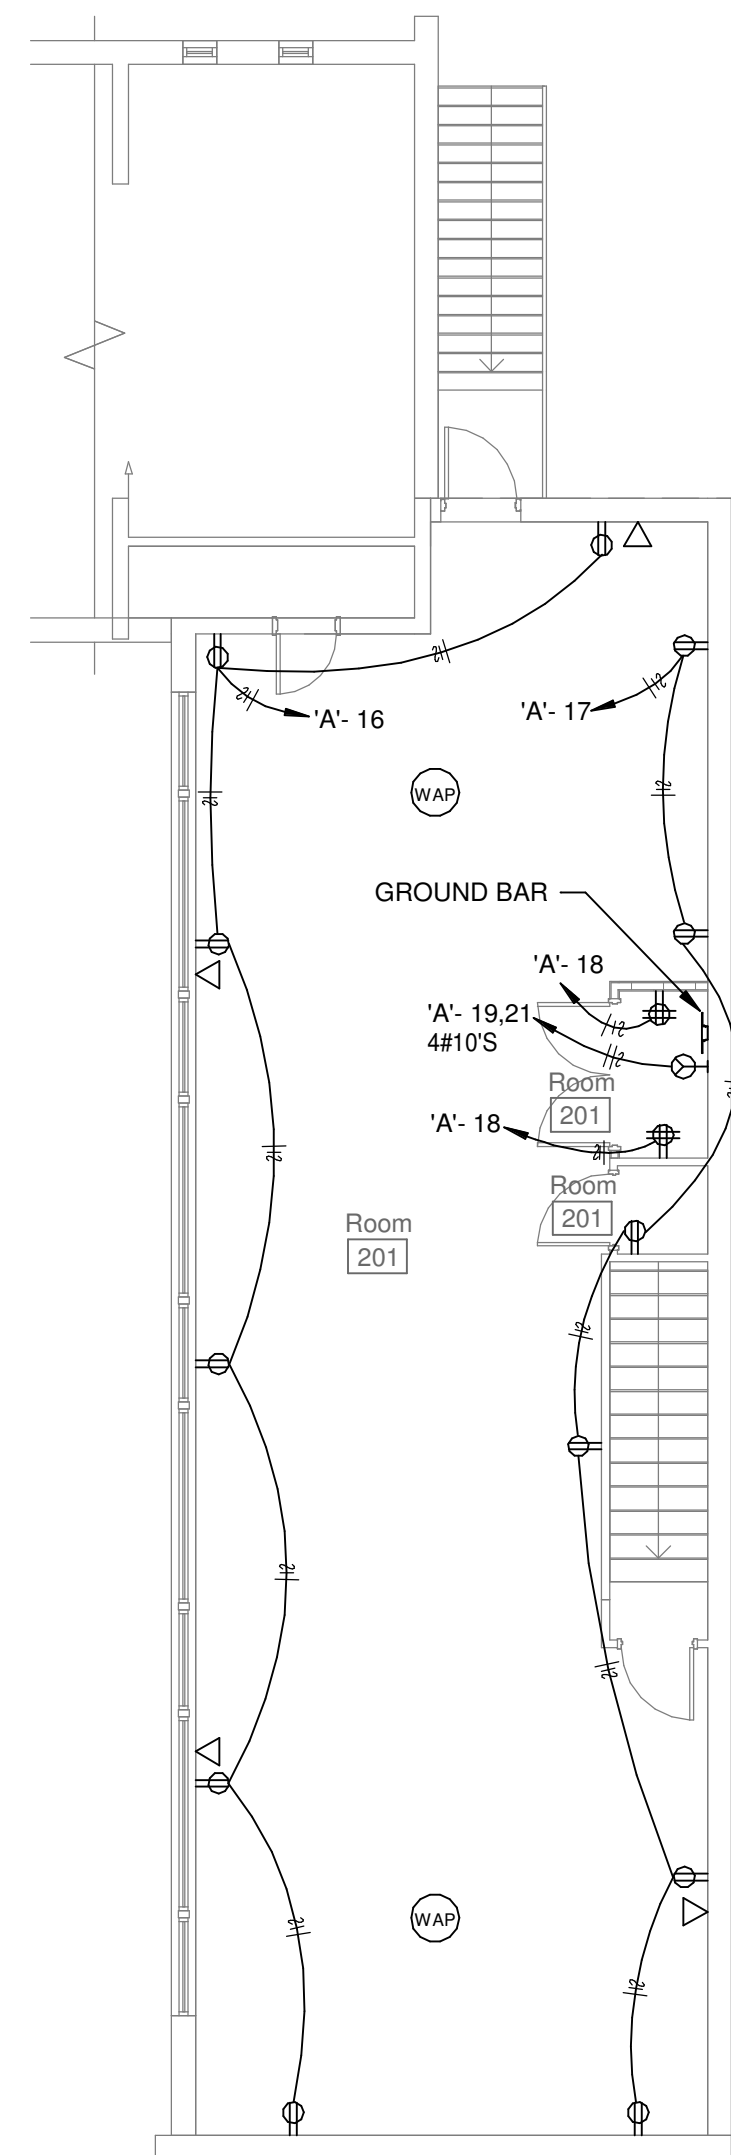 'A'- 16
'A'- 17
WAP
GROUND BAR
'A'- 18
'A'- 19,21
4#10'S
Room
201
'A'- 18
Room
201
Room
201
WAP